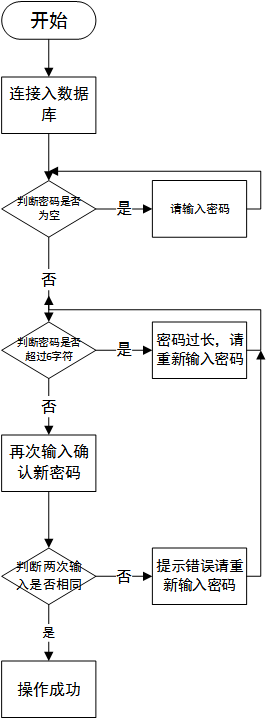 开始
连接入数据
库
判断密码是否
为空
是
请输入密码
否
判断密码是否
超过6字符
是
密码过长，请
重新输入密码
否
再次输入确
认新密码
判断两次输
入是否相同
否
提示错误请重
新输入密码
是
操作成功